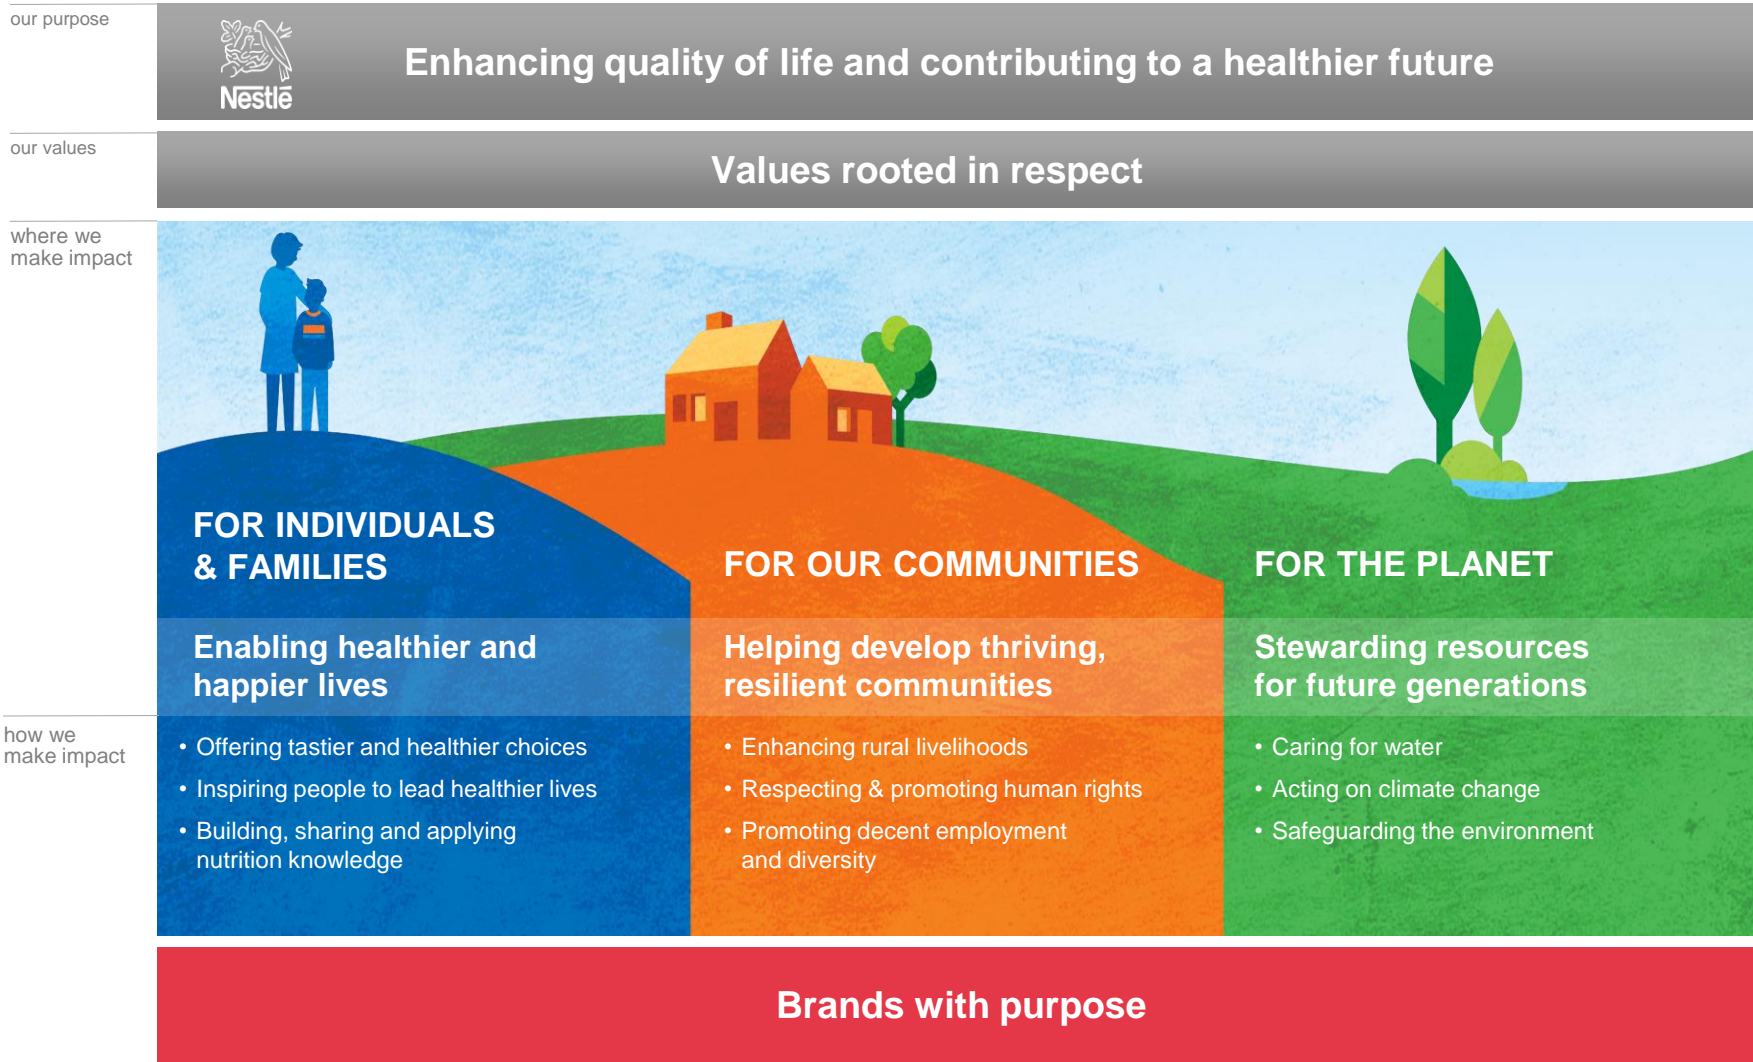 our purpose
Nestlé
Enhancing quality of life and contributing to a healthier future
our values
Values rooted in respect
where we
make impact
FOR INDIVIDUALS
& FAMILIES
Enabling healthier and
happier lives
FOR OUR COMMUNITIES
Helping develop thriving,
resilient communities
FOR THE PLANET
Stewarding resources
for future generations
how we
make impact
• Offering tastier and healthier choices
• Inspiring people to lead healthier lives
• Building, sharing and applying
nutrition knowledge
• Enhancing rural livelihoods
• Respecting & promoting human rights
• Promoting decent employment
and diversity
• Caring for water
• Acting on climate change
• Safeguarding the environment
Brands with purpose